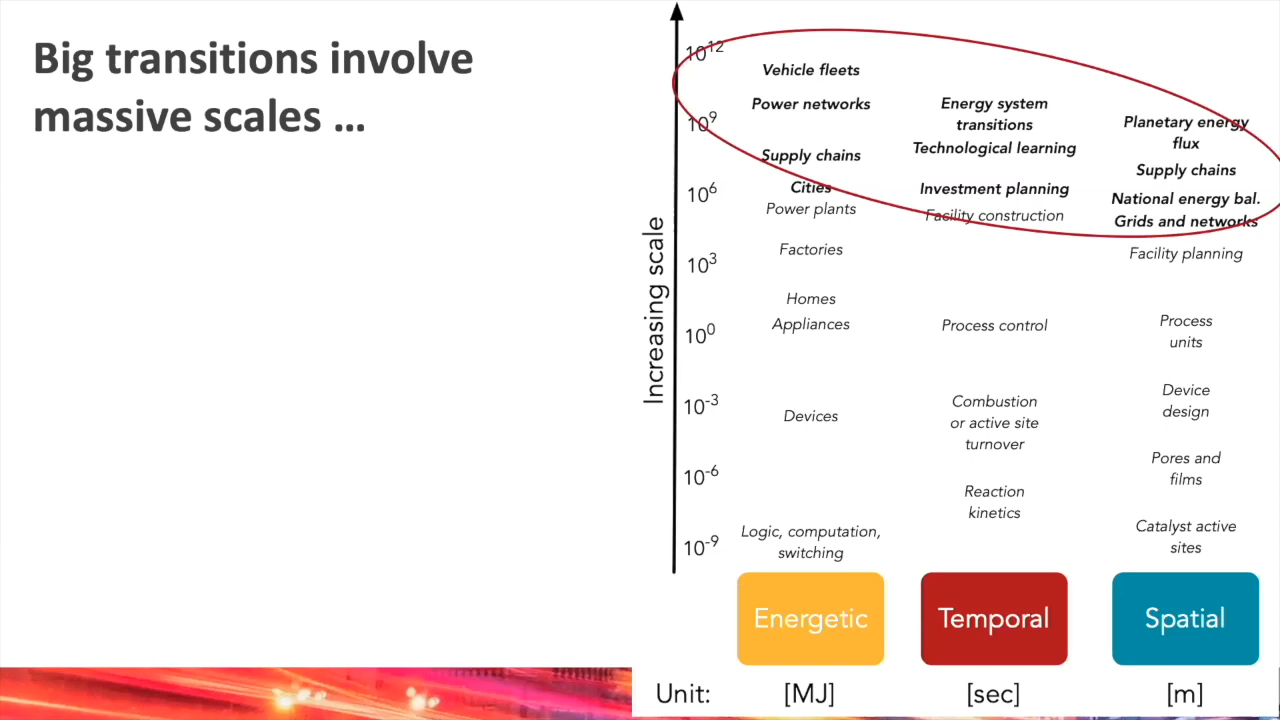 Big transitions involve
massive scales ...
Increasing scale
10^12
10^9
10^6
10^3
10^0
10^-3
10^-6
10^-9
Vehicle fleets
Power networks
Supply chains
Cities
Power plants
Factories
Homes
Appliances
Devices
Logic, computation,
switching
Energetic
Energy system
transitions
Technological learning
Investment planning
Facility construction
Process control
Combustion
or active site
turnover
Reaction
kinetics
Temporal
Planetary energy
flux
Supply chains
National energy bal.
Grids and networks
Facility planning
Process
units
Device
design
Pores and
films
Catalyst active
sites
Spatial
Unit: [MJ] [sec] [m]